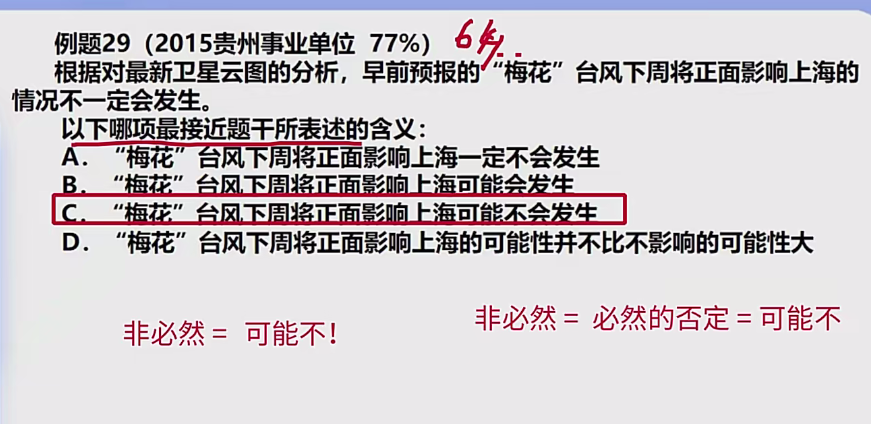 例题29（2015贵州事业单位 77%）
根据对最新卫星云图的分析，早前预报的“梅花”台风下周将正面影响上海的
情况不一定会发生。
以下哪项最接近题干所表述的含义：
A．“梅花”台风下周将正面影响上海一定不会发生
B．“梅花”台风下周将正面影响上海可能会发生
C．“梅花”台风下周将正面影响上海可能不会发生
D．“梅花”台风下周将正面影响上海的可能性并不比不影响的可能性大
非必然 = 可能不！
非必然 = 必然的否定 = 可能不